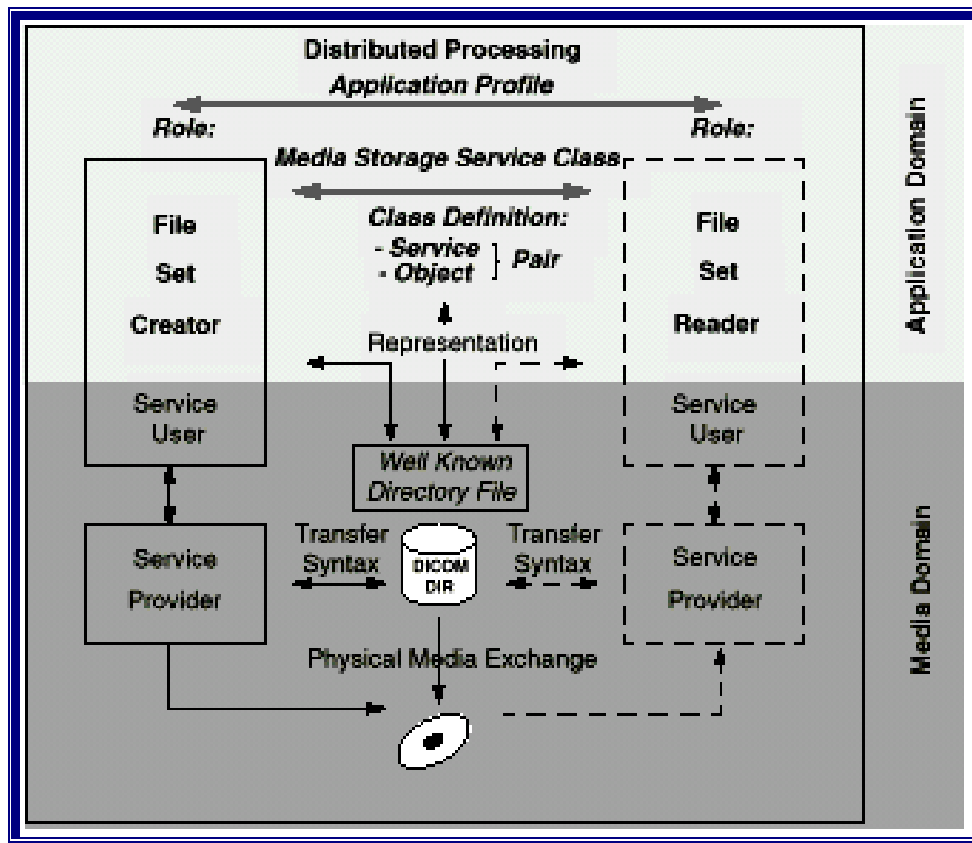 Distributed Processing
Application Profile
Role:
Role:
Media Storage Service Class
File
Set
Creator
Service
User
Class Definition:
- Service
- Object
Pair
Representation
File
Set
Reader
Service
User
Well Known
Directory File
Service
Provider
Transfer
Syntax
DICOM
DIR
Transfer
Syntax
Service
Provider
Physical Media Exchange
Application Domain
Media Domain